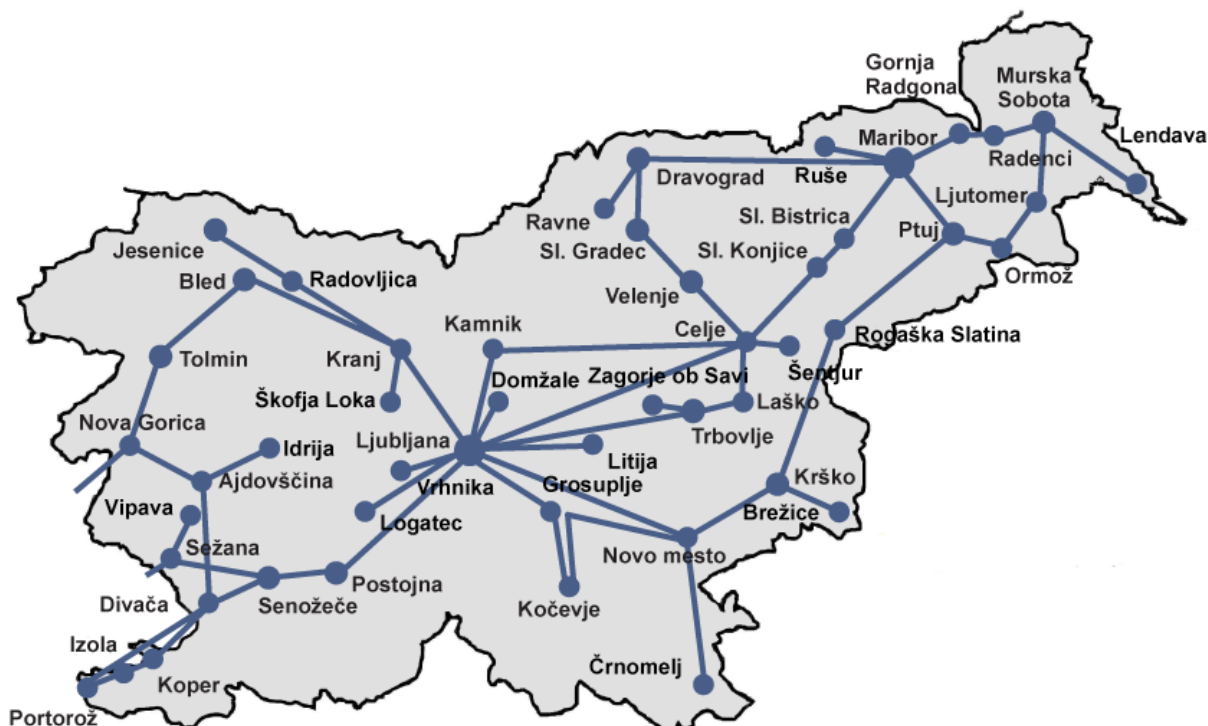 Gornja
Radgona
Murska
Sobota
Maribor
Lendava
Radenci
Dravograd
Ruše
Ljutomer
Ravne
Sl. Bistrica
Ptuj
Sl. Gradec
Sl. Konjice
Jesenice
Ormož
Bled
Radovljica
Velenje
Kamnik
Celje
Rogaška Slatina
Tolmin
Kranj
Domžale
Zagorje ob Savi
Šentjur
Škofja Loka
Laško
Nova Gorica
Ljubljana
Trbovlje
Idrija
Litija
Ajdovščina
Vrhnika
Grosuplje
Krško
Vipava
Logatec
Brežice
Sežana
Novo mesto
Postojna
Divača
Senožeče
Kočevje
Izola
Črnomelj
Koper
Portorož